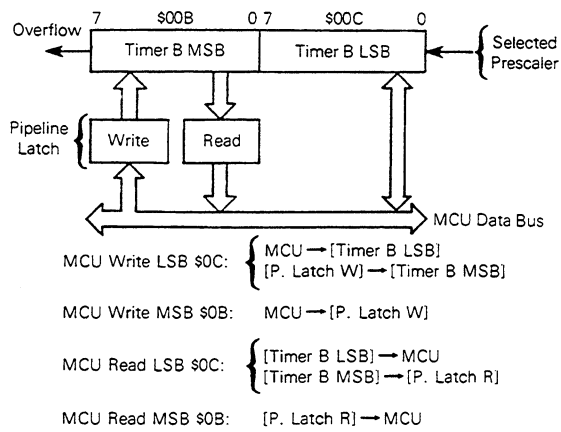 7 $00B 0 7 $00C 0
Overflow
Timer B MSB
Timer B LSB
Selected
Prescaler
Pipeline
Latch
Write
Read
MCU Data Bus
MCU Write LSB $0C: MCU→[Timer B LSB]
[P. Latch W]→[Timer B MSB]
MCU Write MSB $0B: MCU→[P. Latch W]
MCU Read LSB $0C: [Timer B LSB]→MCU
[Timer B MSB]→[P. Latch R]
MCU Read MSB $0B: [P. Latch R]→MCU